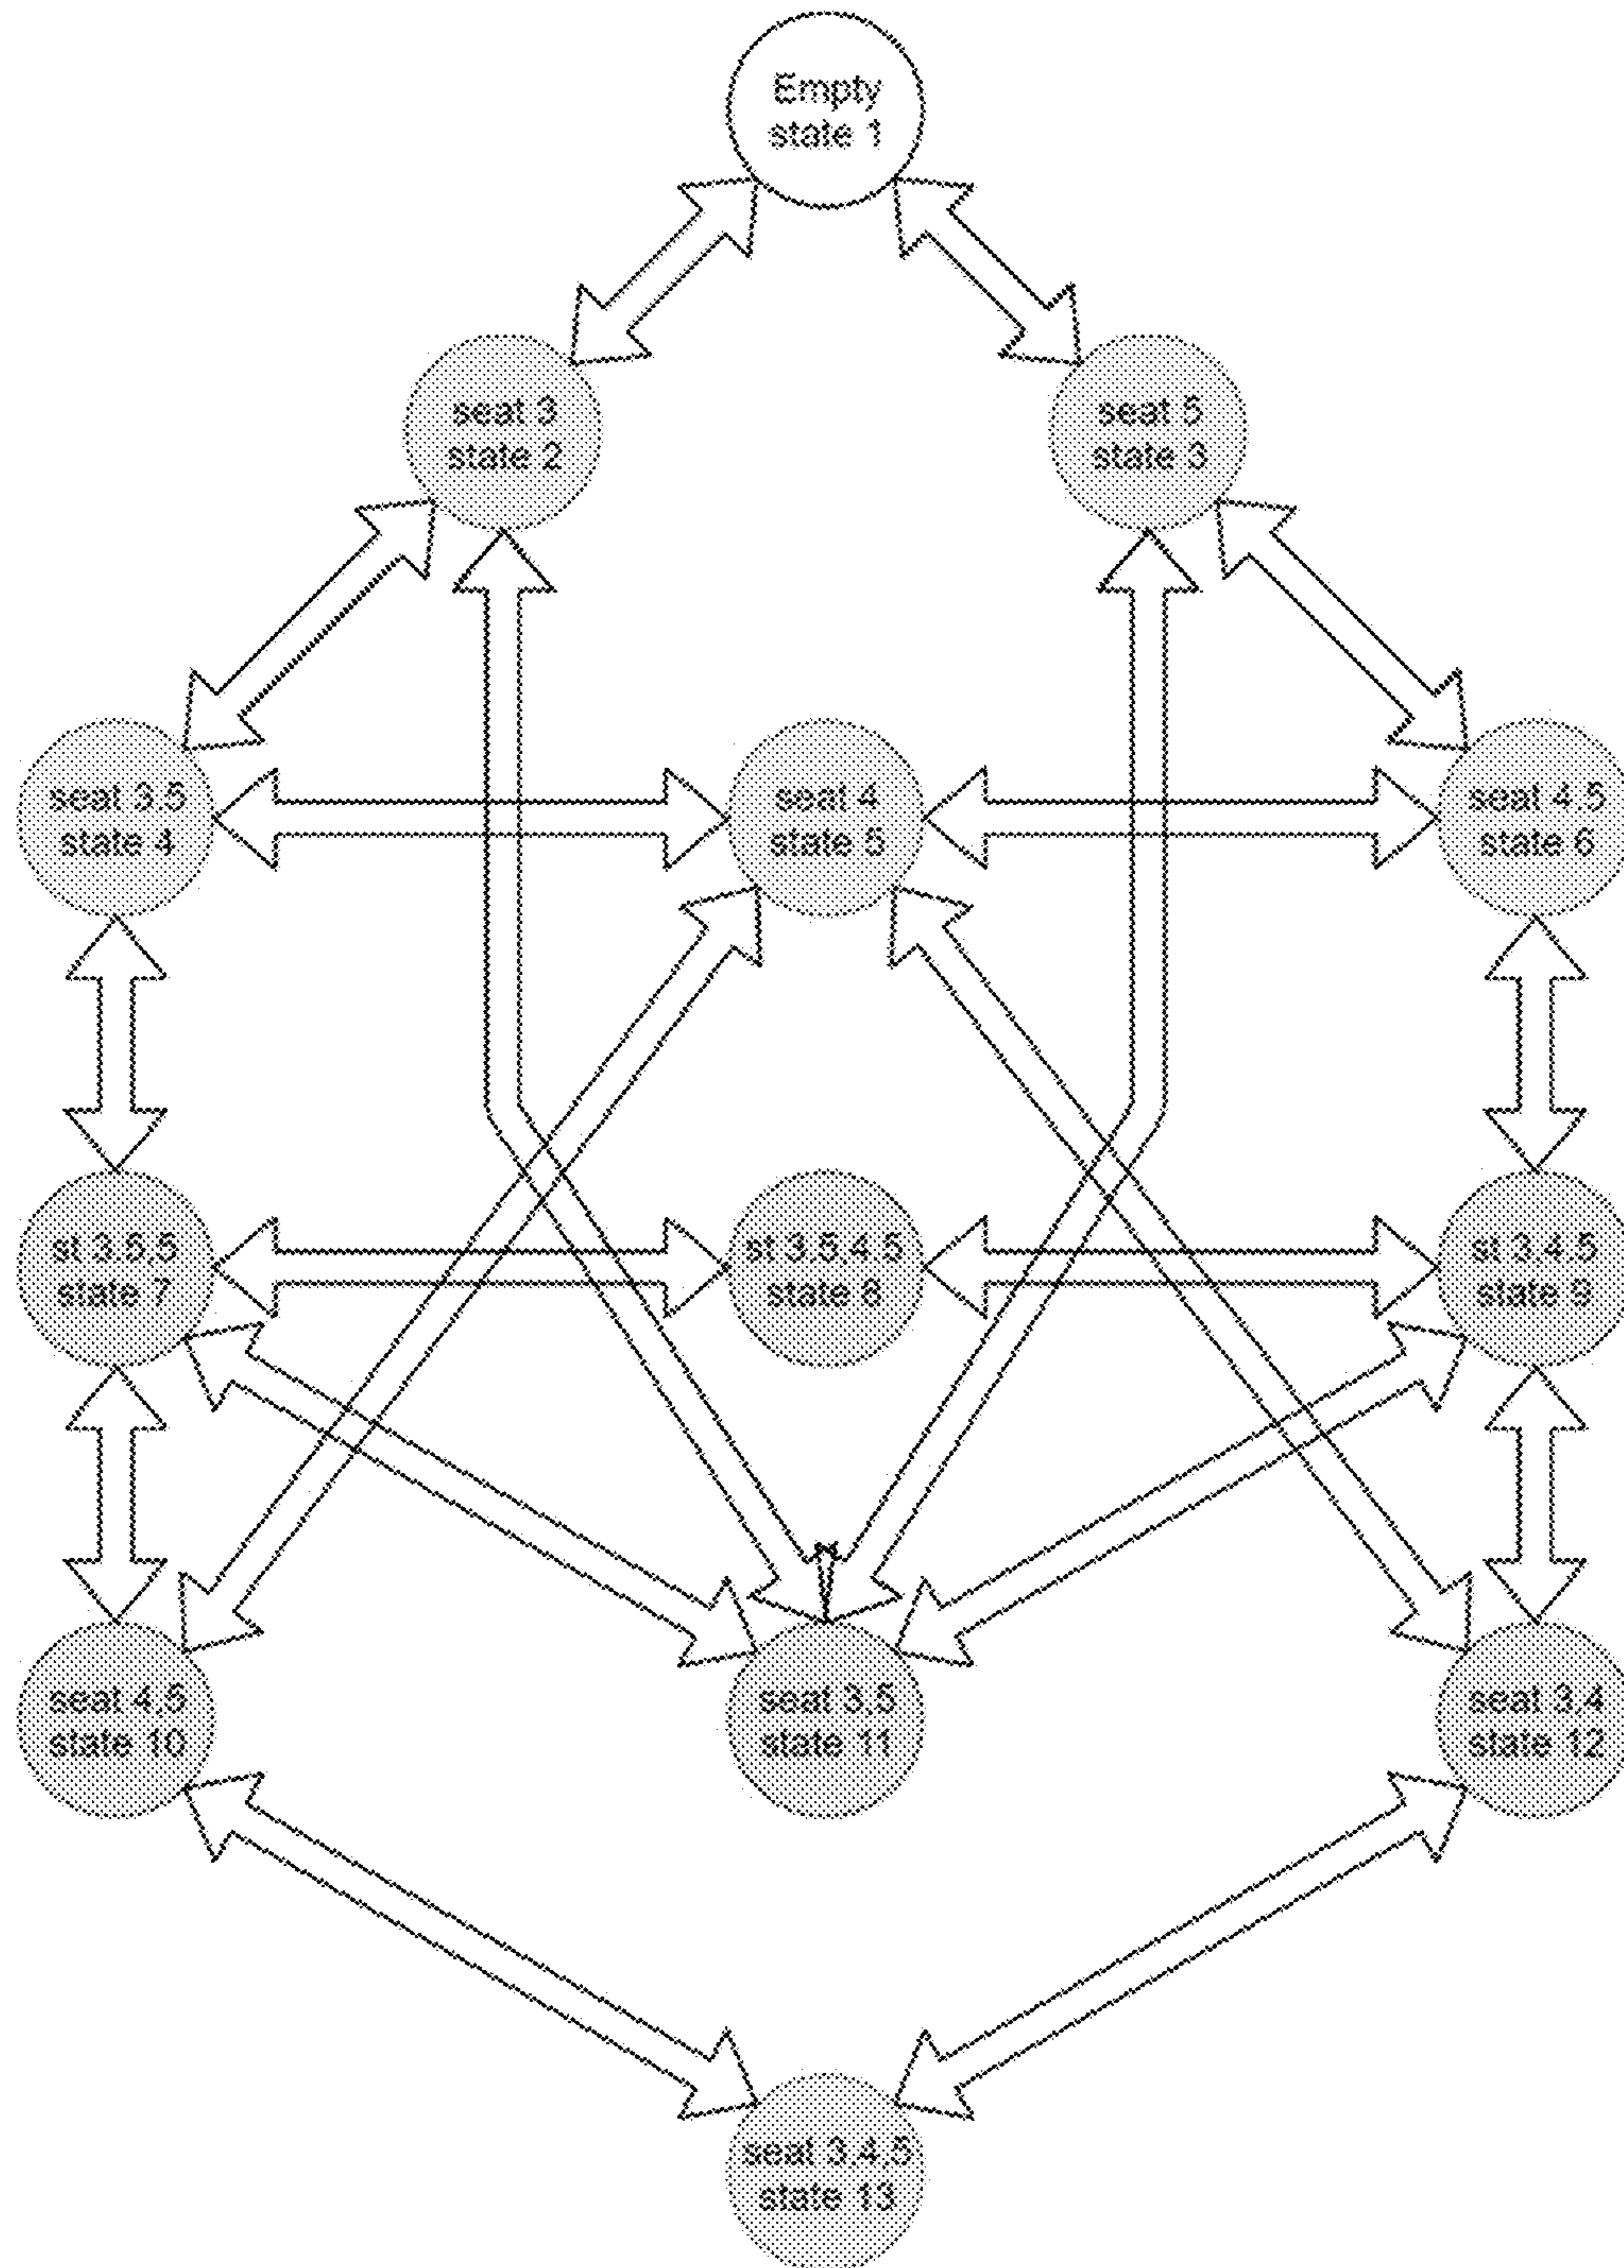 Empty
state 1
seat 3
state 2
seat 5
state 3
seat 3.5
state 4
seat 4
state 5
seat 4.5
state 6
st 3.5,5
state 7
st 3.5,4.5
state 8
st 3,4.5
state 9
seat 4,5
state 10
seat 3,5
state 11
seat 3,4
state 12
seat 3,4,5
state 13